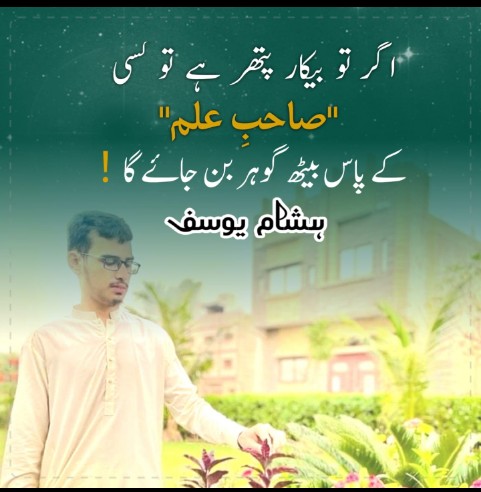 اگر تو بیکار پتھر ہے تو کسی
"صاحبِ علم"
کے پاس بیٹھ گوہر بن جائے گا !
ہشام یوسف